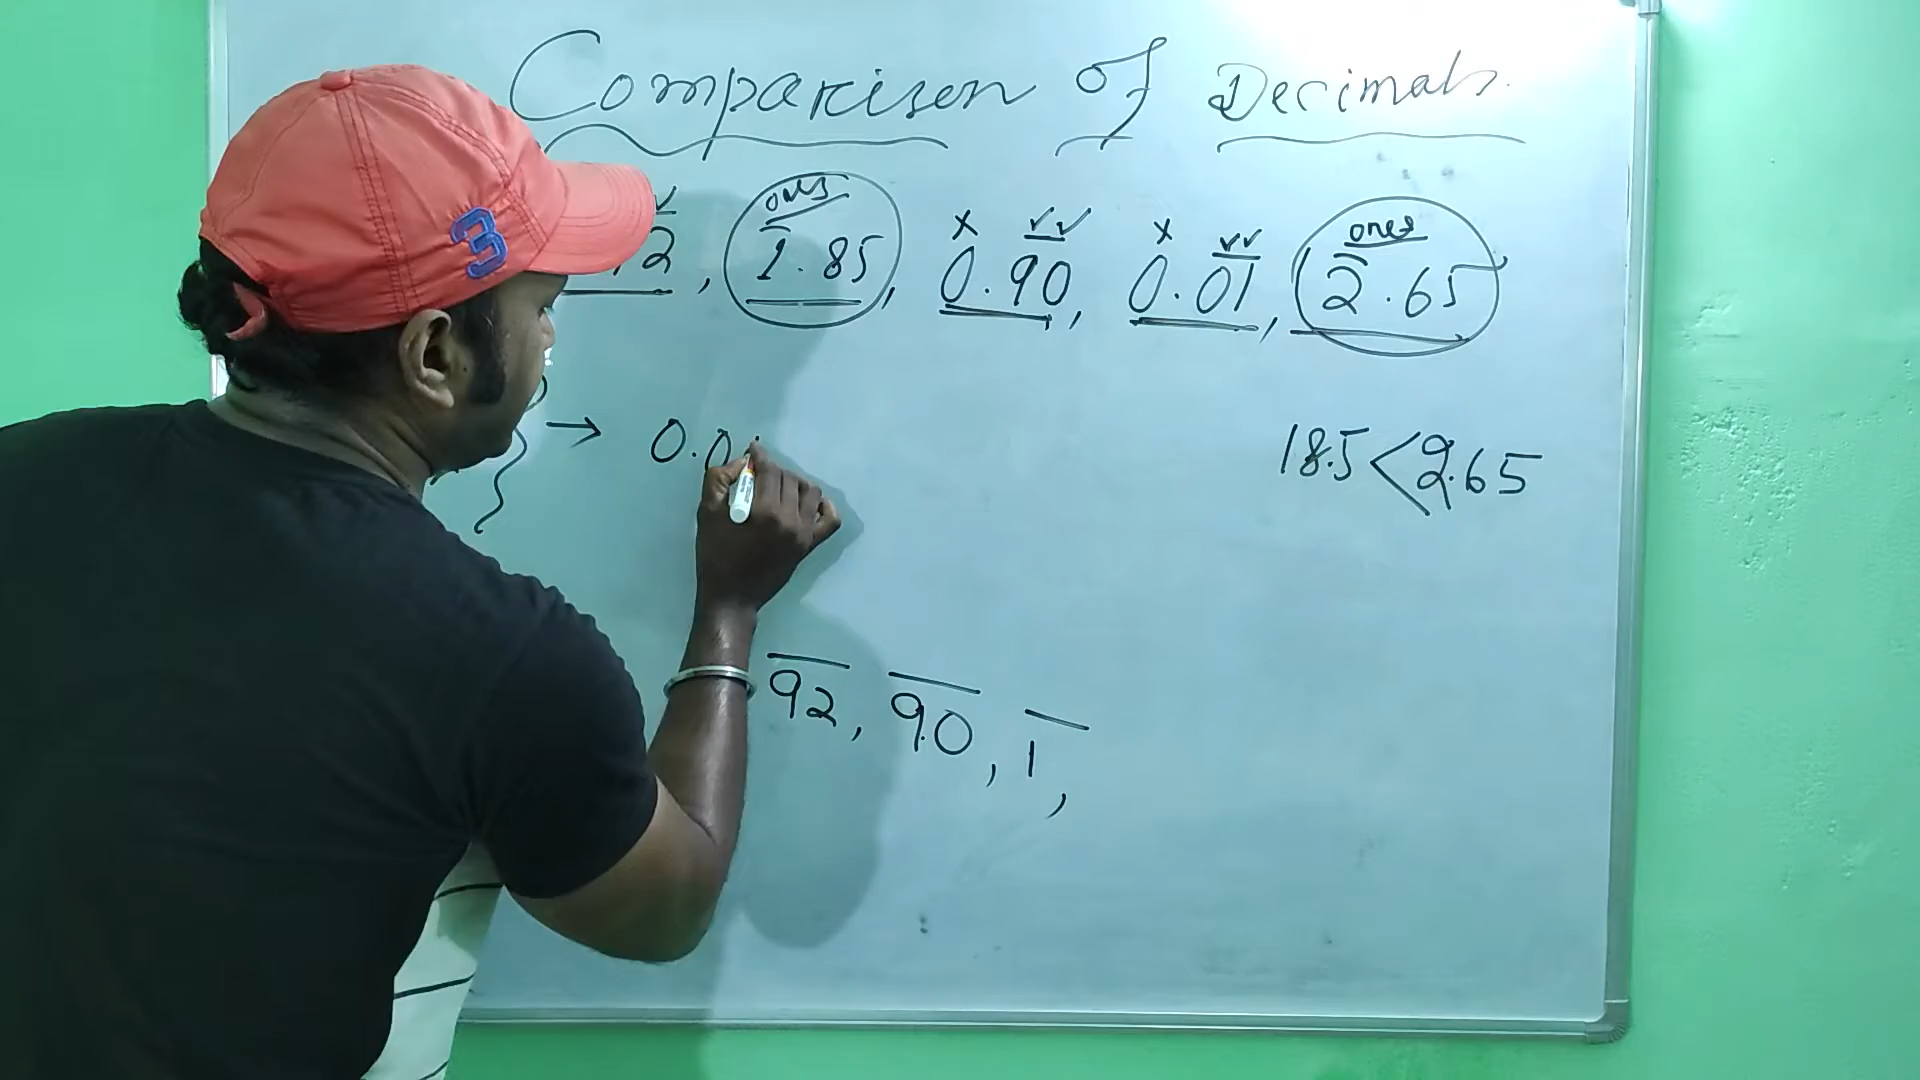 Comparison of Decimals.
ones ones
2, 1.85, 0.90, 0.01, 2.65
→ 0.0
18.5<2.65
92, 90, 1,
3